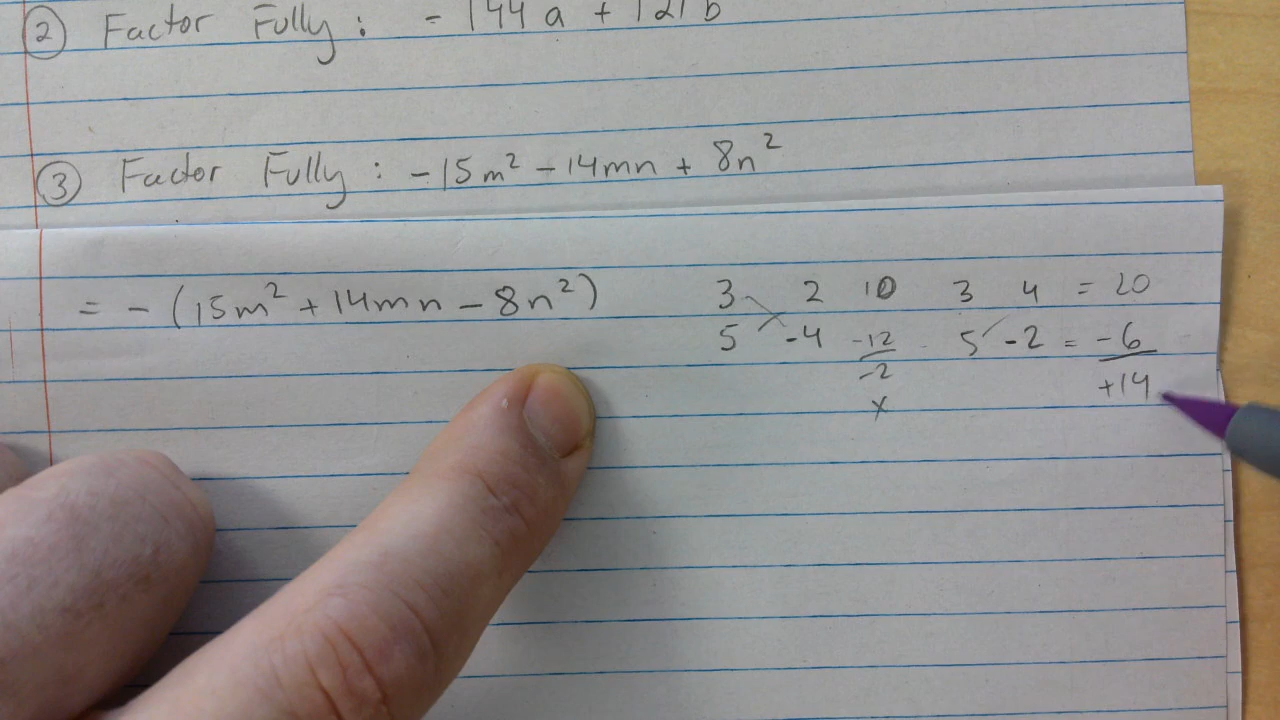 ② Factor Fully : - 144 a + 121 b
③ Factor Fully : -15m² - 14mn + 8n²
= - (15m² + 14mn - 8n²) 3 2 10 3 4 = 20
5 -4 -12 5 -2 = -6
-2 +14
x